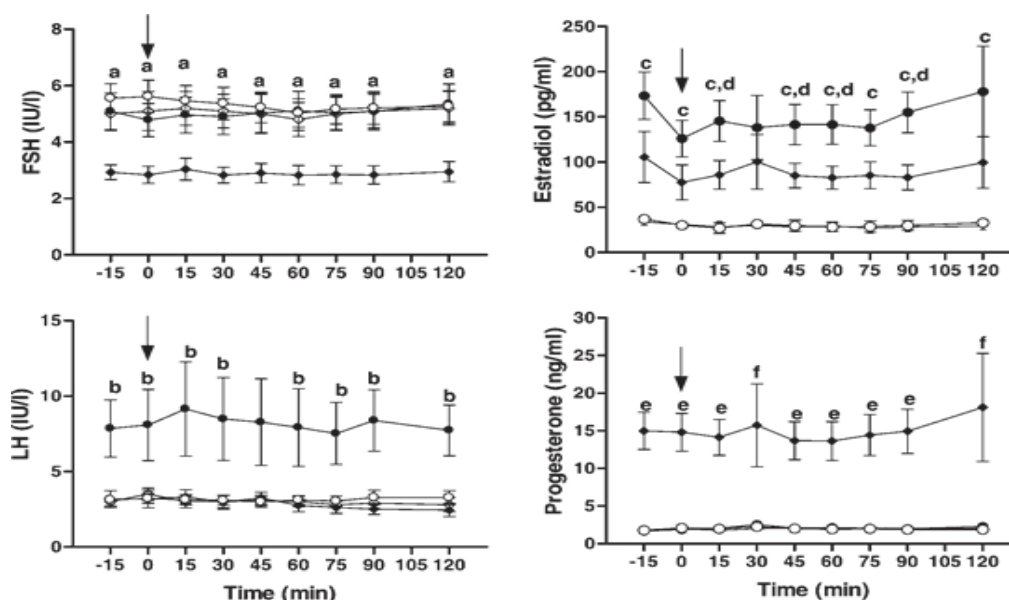 FSH (IU/l)
8
6
4
2
0
a a a a a a a a a
-15 0 15 30 45 60 75 90 105 120
Estradiol (pg/ml)
250
200
150
100
50
0
c c c,d c,d c,d c c,d c
-15 0 15 30 45 60 75 90 105 120
LH (IU/l)
15
10
5
0
b b b b b b b b
-15 0 15 30 45 60 75 90 105 120
Time (min)
Progesterone (ng/ml)
30
25
20
15
10
5
0
e e e f e e e e f
-15 0 15 30 45 60 75 90 105 120
Time (min)